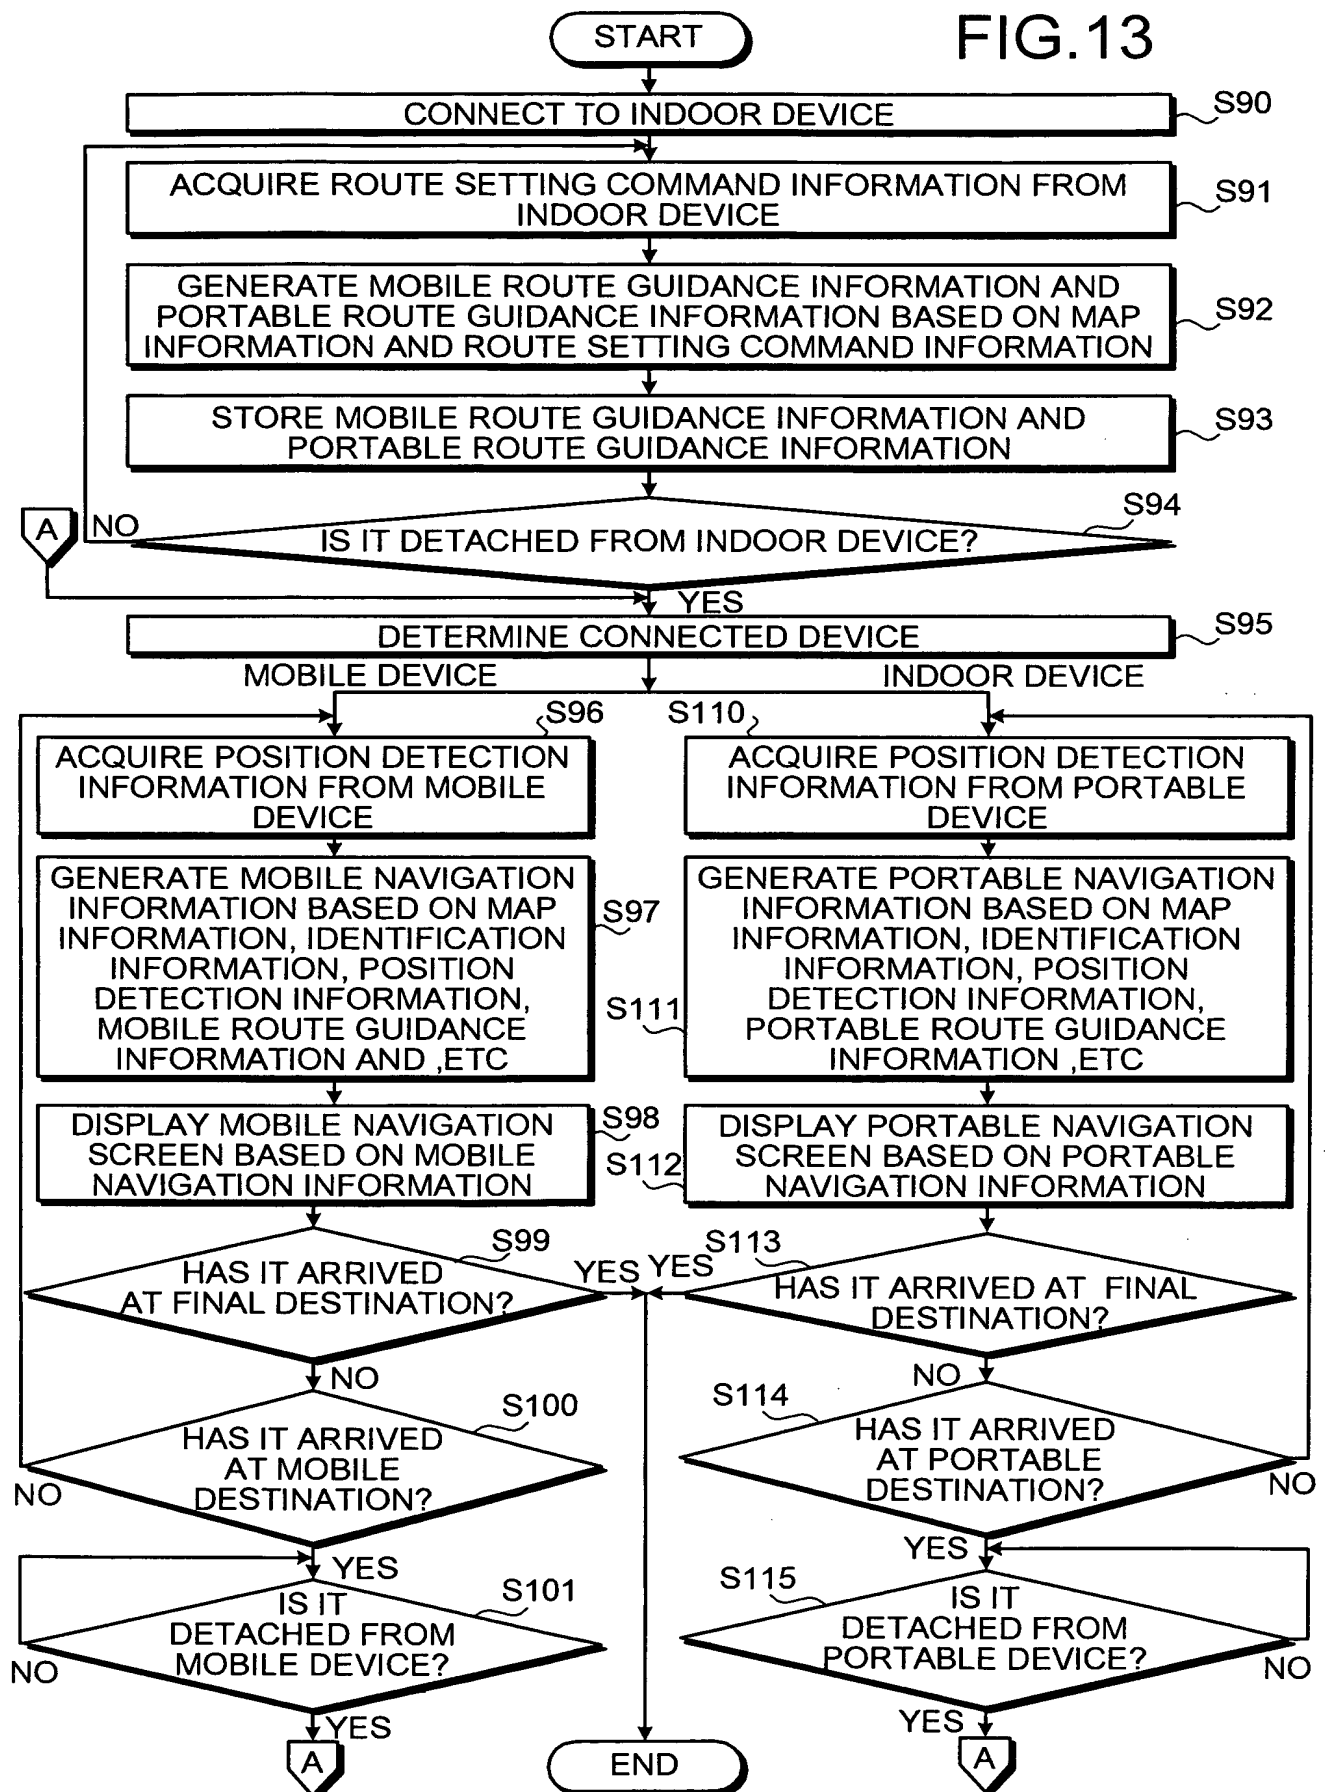 START
FIG.13
CONNECT TO INDOOR DEVICE
S90
ACQUIRE ROUTE SETTING COMMAND INFORMATION FROM
INDOOR DEVICE
S91
GENERATE MOBILE ROUTE GUIDANCE INFORMATION AND
PORTABLE ROUTE GUIDANCE INFORMATION BASED ON MAP
INFORMATION AND ROUTE SETTING COMMAND INFORMATION
S92
STORE MOBILE ROUTE GUIDANCE INFORMATION AND
PORTABLE ROUTE GUIDANCE INFORMATION
S93
A
NO
IS IT DETACHED FROM INDOOR DEVICE?
S94
YES
DETERMINE CONNECTED DEVICE
S95
MOBILE DEVICE
INDOOR DEVICE
S96
ACQUIRE POSITION DETECTION
INFORMATION FROM MOBILE
DEVICE
GENERATE MOBILE NAVIGATION
INFORMATION BASED ON MAP
INFORMATION, IDENTIFICATION
INFORMATION, POSITION
DETECTION INFORMATION,
MOBILE ROUTE GUIDANCE
INFORMATION AND ,ETC
S97
DISPLAY MOBILE NAVIGATION
SCREEN BASED ON MOBILE
NAVIGATION INFORMATION
S98
S99
HAS IT ARRIVED
AT FINAL DESTINATION?
YES
NO
S100
HAS IT ARRIVED
AT MOBILE
DESTINATION?
NO
YES
S101
IS IT
DETACHED FROM
MOBILE DEVICE?
NO
YES
A
S110
ACQUIRE POSITION DETECTION
INFORMATION FROM PORTABLE
DEVICE
GENERATE PORTABLE NAVIGATION
INFORMATION BASED ON MAP
INFORMATION, IDENTIFICATION
INFORMATION, POSITION
DETECTION INFORMATION,
PORTABLE ROUTE GUIDANCE
INFORMATION ,ETC
S111
DISPLAY PORTABLE NAVIGATION
SCREEN BASED ON PORTABLE
NAVIGATION INFORMATION
S112
S113
YES
HAS IT ARRIVED AT FINAL
DESTINATION?
NO
S114
HAS IT ARRIVED
AT PORTABLE
DESTINATION?
NO
YES
S115
IS IT
DETACHED FROM
PORTABLE DEVICE?
NO
YES
A
END